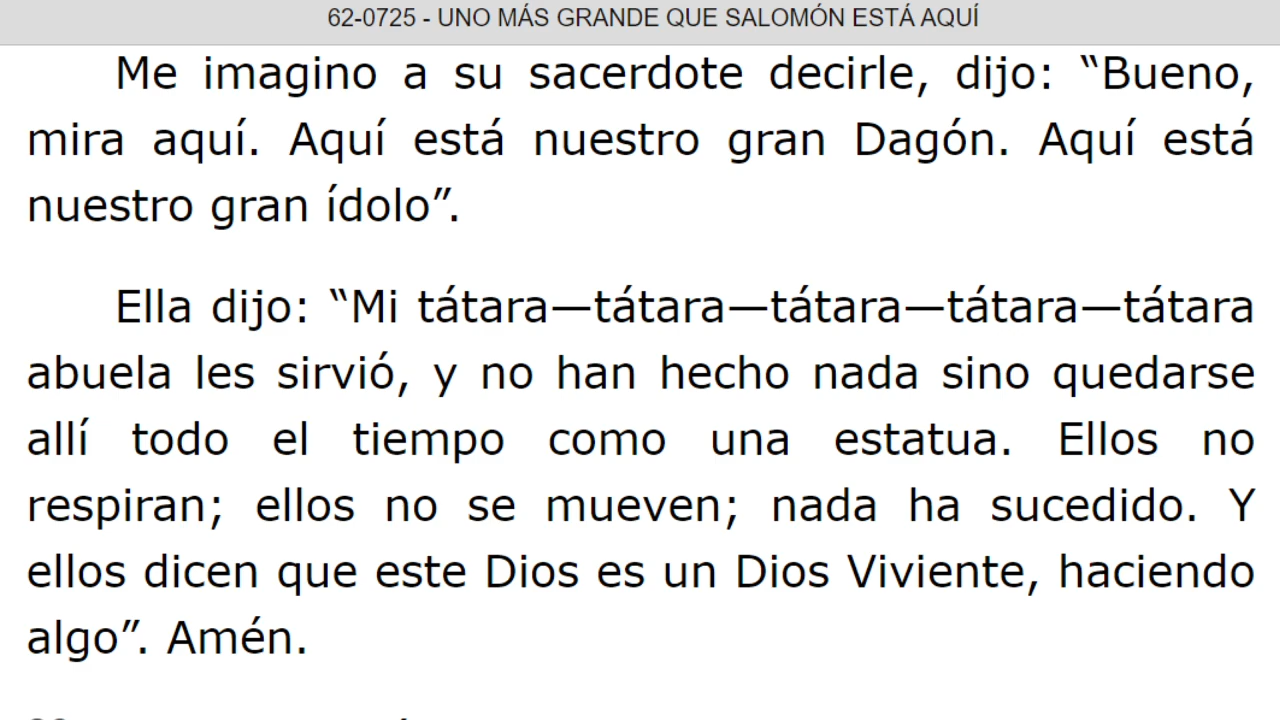 62-0725 - UNO MÁS GRANDE QUE SALOMÓN ESTÁ AQUÍ
Me imagino a su sacerdote decirle, dijo: “Bueno,
mira aquí. Aquí está nuestro gran Dagón. Aquí está
nuestro gran ídolo”.
Ella dijo: “Mi tátara—tátara—tátara—tátara—tátara
abuela les sirvió, y no han hecho nada sino quedarse
allí todo el tiempo como una estatua. Ellos no
respiran; ellos no se mueven; nada ha sucedido. Y
ellos dicen que este Dios es un Dios Viviente, haciendo
algo”. Amén.